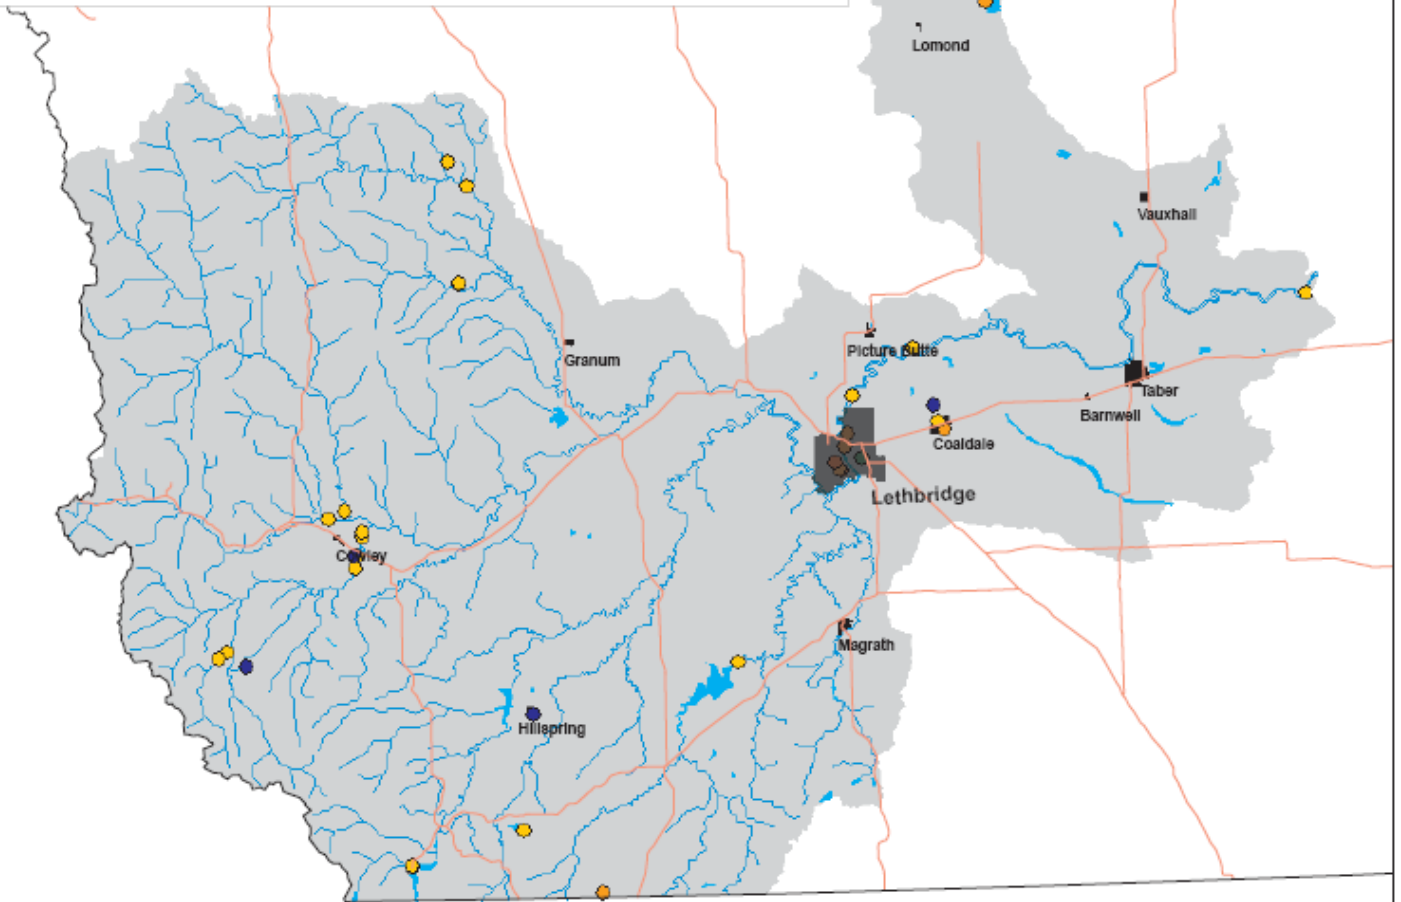 Lomond
Vauxhall
Granum
Picture Butte
Taber
Barnwell
Coaldale
Lethbridge
Cowley
Magrath
Hillspring